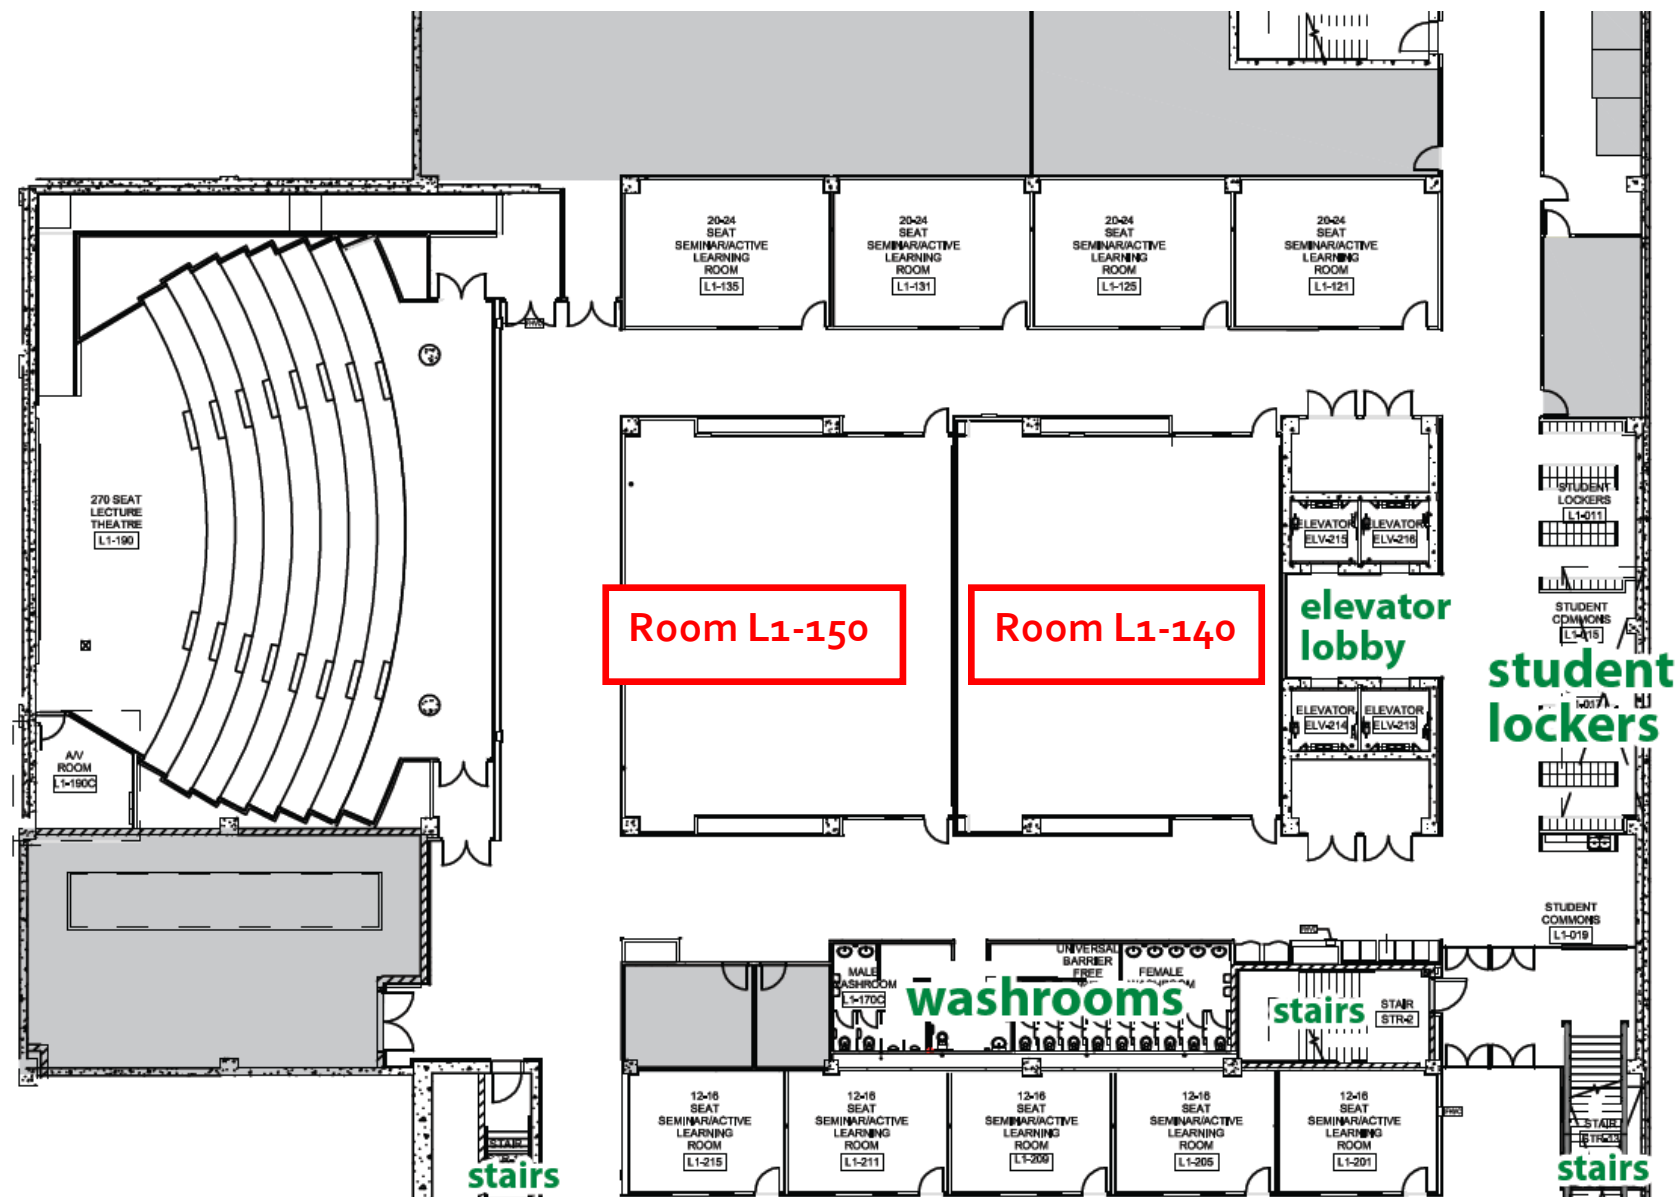 20-24
SEAT
SEMINAR/ACTIVE
LEARNING
ROOM
L1-135
20-24
SEAT
SEMINAR/ACTIVE
LEARNING
ROOM
L1-131
20-24
SEAT
SEMINAR/ACTIVE
LEARNING
ROOM
L1-125
20-24
SEAT
SEMINAR/ACTIVE
LEARNING
ROOM
L1-121
270 SEAT
LECTURE
THEATRE
L1-190
STUDENT
LOCKERS
L1-011
ELEVATOR
ELV-215
ELEVATOR
ELV-216
Room L1-150
Room L1-140
elevator
lobby
STUDENT
COMMONS
L1-015
student
lockers
ELEVATOR
ELV-214
ELEVATOR
ELV-213
A/V
ROOM
L1-190C
STUDENT
COMMONS
L1-019
MALE
WASHROOM
L1-170C
UNIVERSAL
BARRIER
FREE
FEMALE
washrooms
stairs
STAIR
STR-2
12-16
SEAT
SEMINAR/ACTIVE
LEARNING
ROOM
L1-215
12-16
SEAT
SEMINAR/ACTIVE
LEARNING
ROOM
L1-211
12-16
SEAT
SEMINAR/ACTIVE
LEARNING
ROOM
L1-209
12-16
SEAT
SEMINAR/ACTIVE
LEARNING
ROOM
L1-205
12-16
SEAT
SEMINAR/ACTIVE
LEARNING
ROOM
L1-201
STAIR
stairs
STAIR
STR-13
stairs